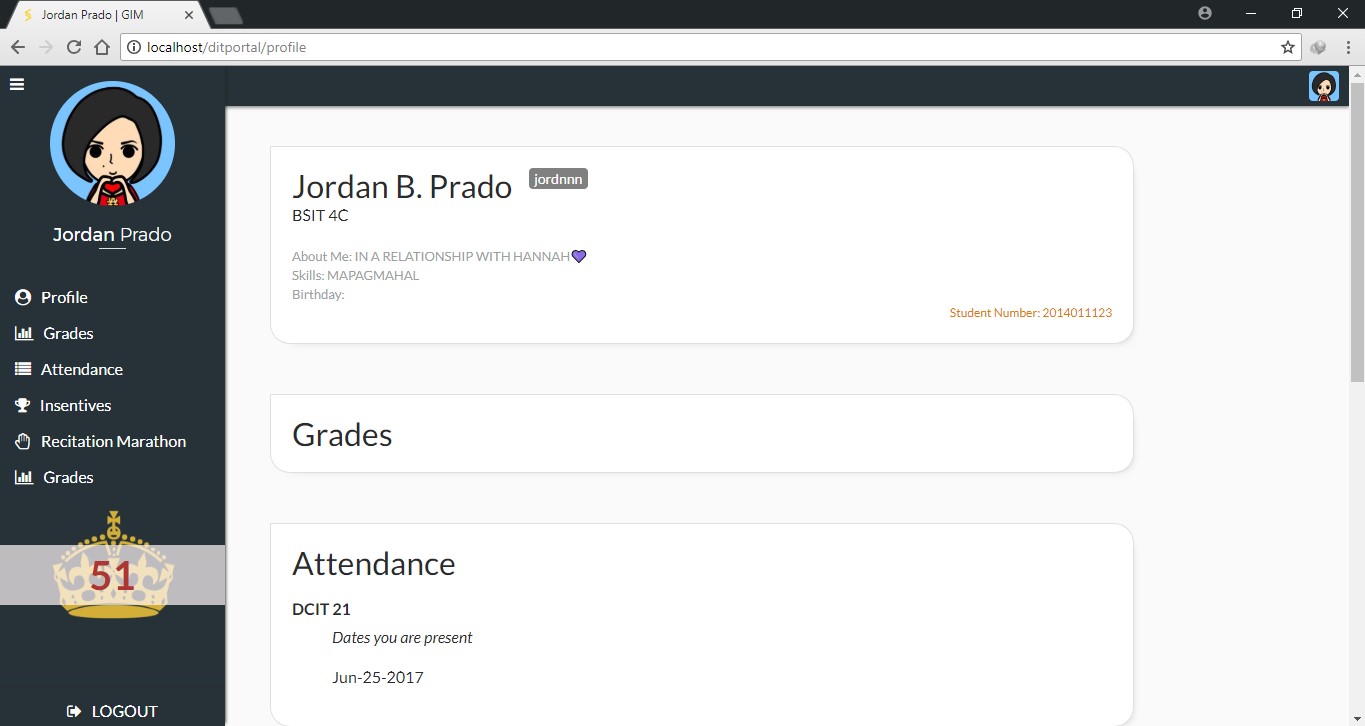 Jordan Prado | GIM
localhost/ditportal/profile
Jordan Prado
Profile
Grades
Attendance
Insentives
Recitation Marathon
Grades
51
LOGOUT
Jordan B. Prado jordnnn
BSIT 4C
About Me: IN A RELATIONSHIP WITH HANNAH💜
Skills: MAPAGMAHAL
Birthday:
Student Number: 2014011123
Grades
Attendance
DCIT 21
Dates you are present
Jun-25-2017